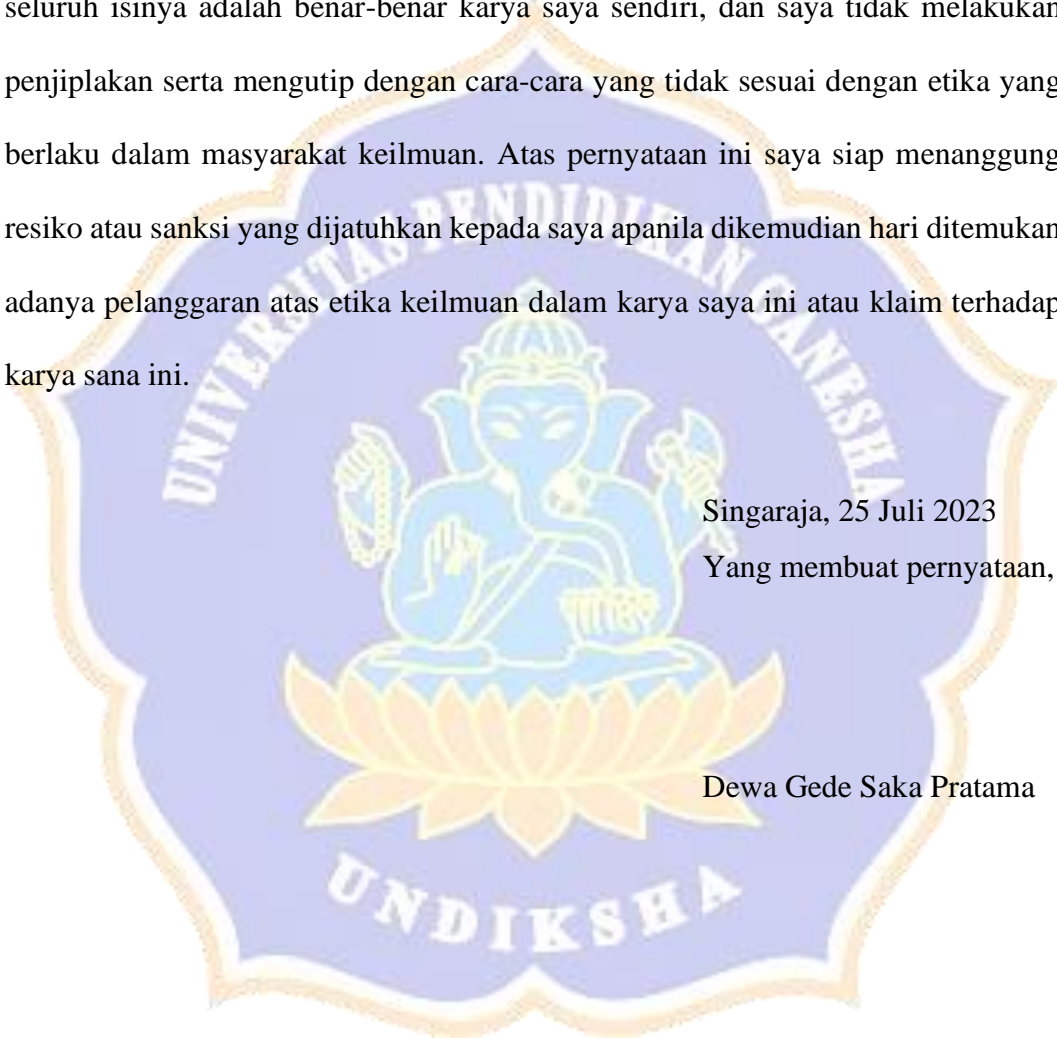 seluruh isinya adalah benar-benar karya saya sendiri, dan saya tidak melakukan
penjiplakan serta mengutip dengan cara-cara yang tidak sesuai dengan etika yang
berlaku dalam masyarakat keilmuan. Atas pernyataan ini saya siap menanggung
resiko atau sanksi yang dijatuhkan kepada saya apanila dikemudian hari ditemukan
adanya pelanggaran atas etika keilmuan dalam karya saya ini atau klaim terhadap
karya sana ini.
UNIVERSITAS PENDIDIKAN GANESHA
Singaraja, 25 Juli 2023
Yang membuat pernyataan,
Dewa Gede Saka Pratama
UNDIKSHA